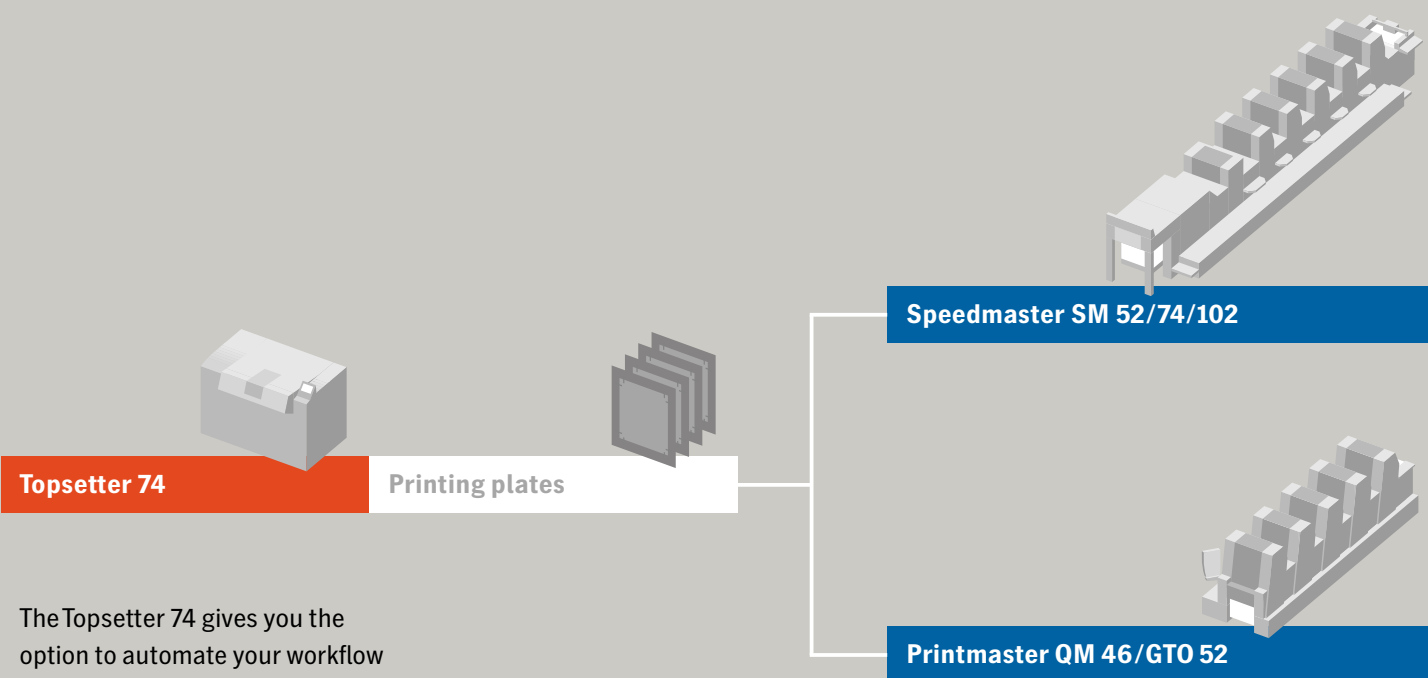 Speedmaster SM 52/74/102
Topsetter 74
Printing plates
The Topsetter 74 gives you the
option to automate your workflow
Printmaster QM 46/GTO 52